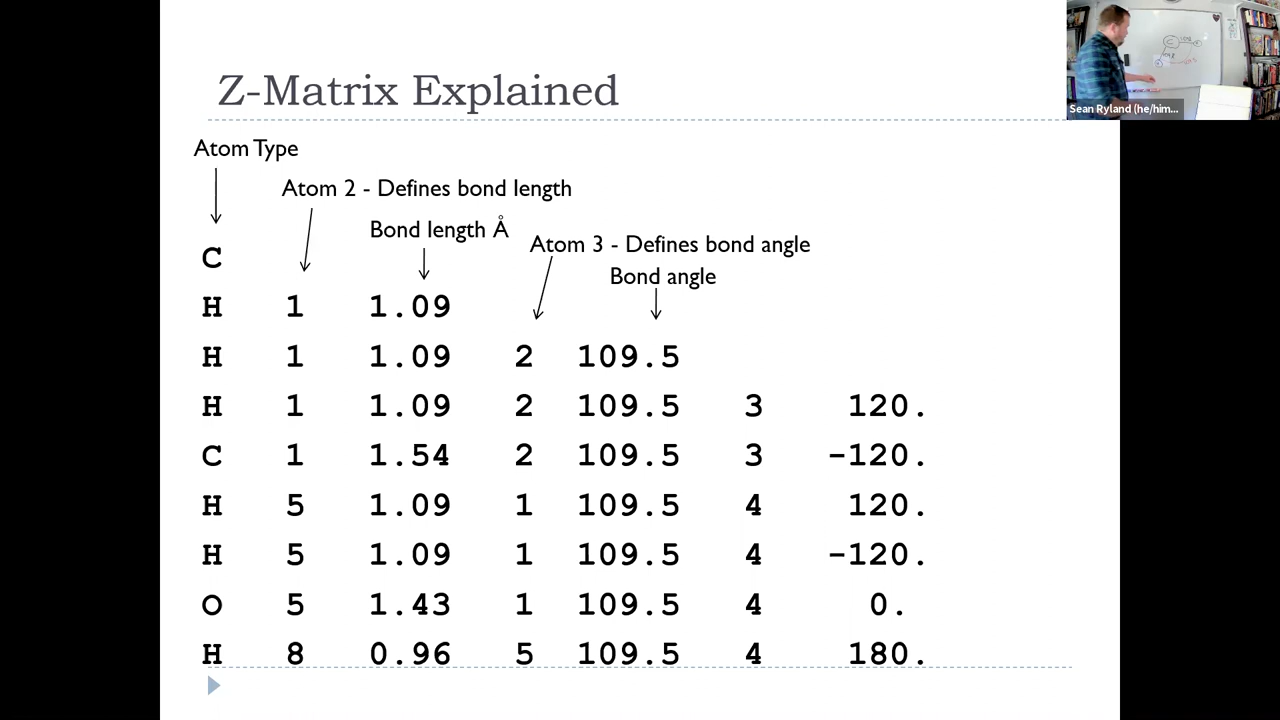 Z-Matrix Explained
Sean Ryland (he/him...
Atom Type
Atom 2 - Defines bond length
Bond length Å
Atom 3 - Defines bond angle
Bond angle
C
H 1 1.09
H 1 1.09 2 109.5
H 1 1.09 2 109.5 3 120.
C 1 1.54 2 109.5 3 -120.
H 5 1.09 1 109.5 4 120.
H 5 1.09 1 109.5 4 -120.
O 5 1.43 1 109.5 4 0.
H 8 0.96 5 109.5 4 180.